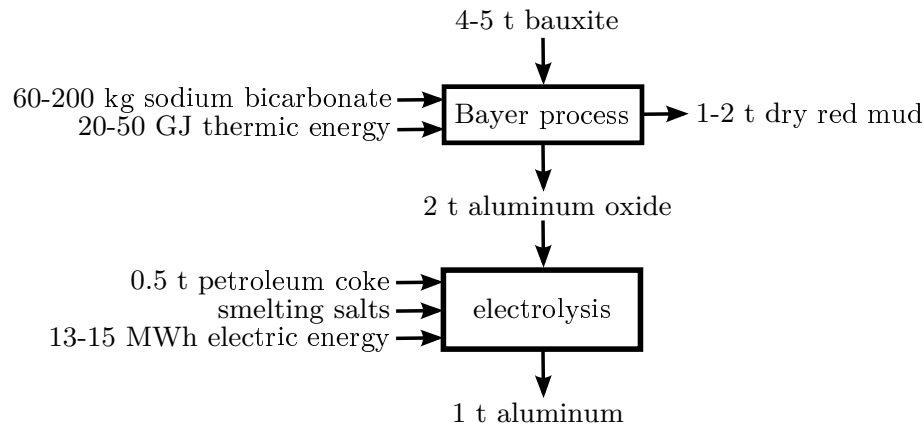 4-5 t bauxite
60-200 kg sodium bicarbonate
20-50 GJ thermic energy
Bayer process
1-2 t dry red mud
2 t aluminum oxide
0.5 t petroleum coke
smelting salts
13-15 MWh electric energy
electrolysis
1 t aluminum